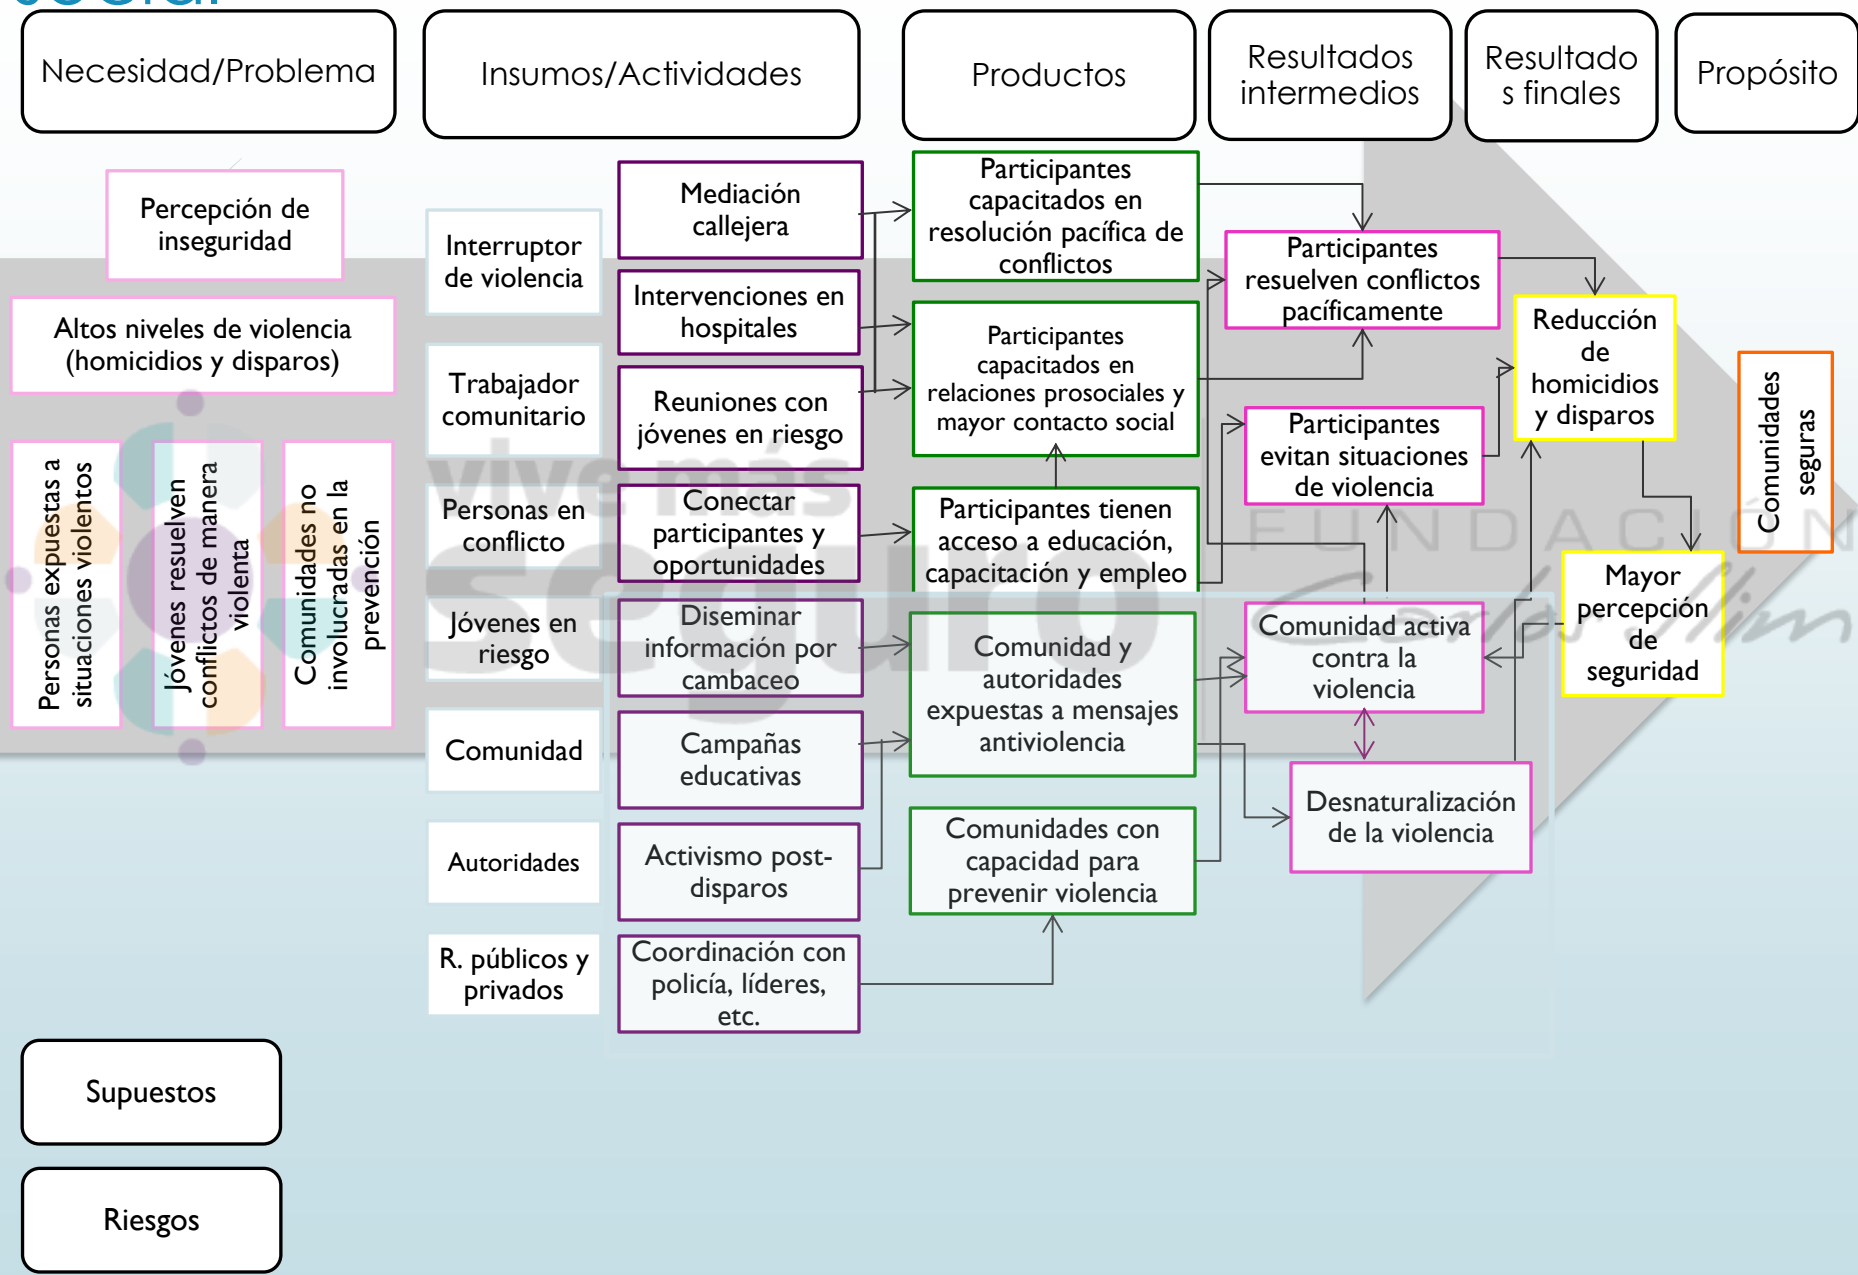 Necesidad/Problema
Insumos/Actividades
Productos
Resultados
intermedios
Resultado
s finales
Propósito
Percepción de
inseguridad
Altos niveles de violencia
(homicidios y disparos)
Personas expuestas a
situaciones violentos
Jóvenes resuelven
conflictos de manera
violenta
Comunidades no
involucradas en la
prevención
Interruptor
de violencia
Trabajador
comunitario
Personas en
conflicto
Jóvenes en
riesgo
Comunidad
Autoridades
R. públicos y
privados
Mediación
callejera
Intervenciones en
hospitales
Reuniones con
jóvenes en riesgo
Conectar
participantes y
oportunidades
Diseminar
información por
cambaceo
Campañas
educativas
Activismo post-
disparos
Coordinación con
policía, líderes,
etc.
Participantes
capacitados en
resolución pacífica de
conflictos
Participantes
capacitados en
relaciones prosociales y
mayor contacto social
Participantes tienen
acceso a educación,
capacitación y empleo
Comunidad y
autoridades
expuestas a mensajes
antiviolencia
Comunidades con
capacidad para
prevenir violencia
Participantes
resuelven conflictos
pacíficamente
Participantes
evitan situaciones
de violencia
Comunidad activa
contra la
violencia
Desnaturalización
de la violencia
Reducción
de
homicidios
y disparos
Mayor
percepción
de
seguridad
Comunidades
seguras
vive más
seguro
FUNDACIÓN
Carlos Slim
Supuestos
Riesgos